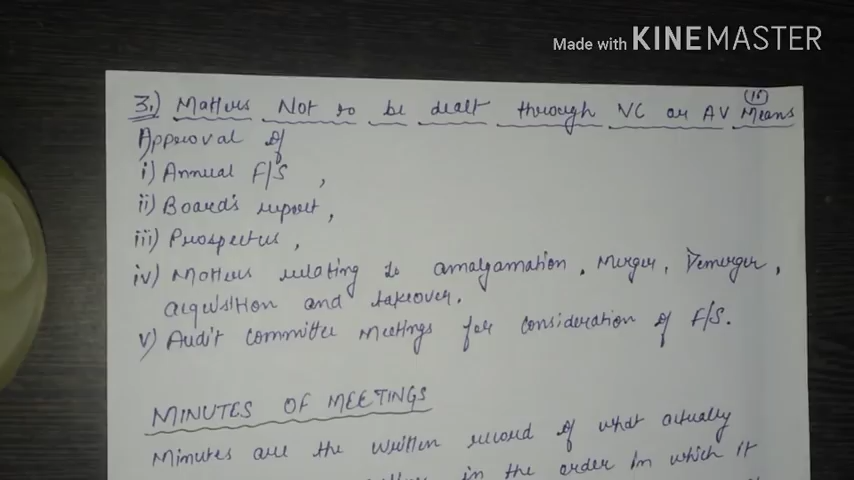 Made with KINEMASTER
15
3.) Matters Not to be dealt through VC or AV Means
Approval of
i) Annual F/S ,
ii) Board's report,
iii) Prospectus,
iv) Matters relating to amalgamation, Merger, Demerger,
acquisition and takeover.
v) Audit committee Meetings for consideration of F/S.
MINUTES OF MEETINGS
Minutes are the written record of what actually
in the order in which it